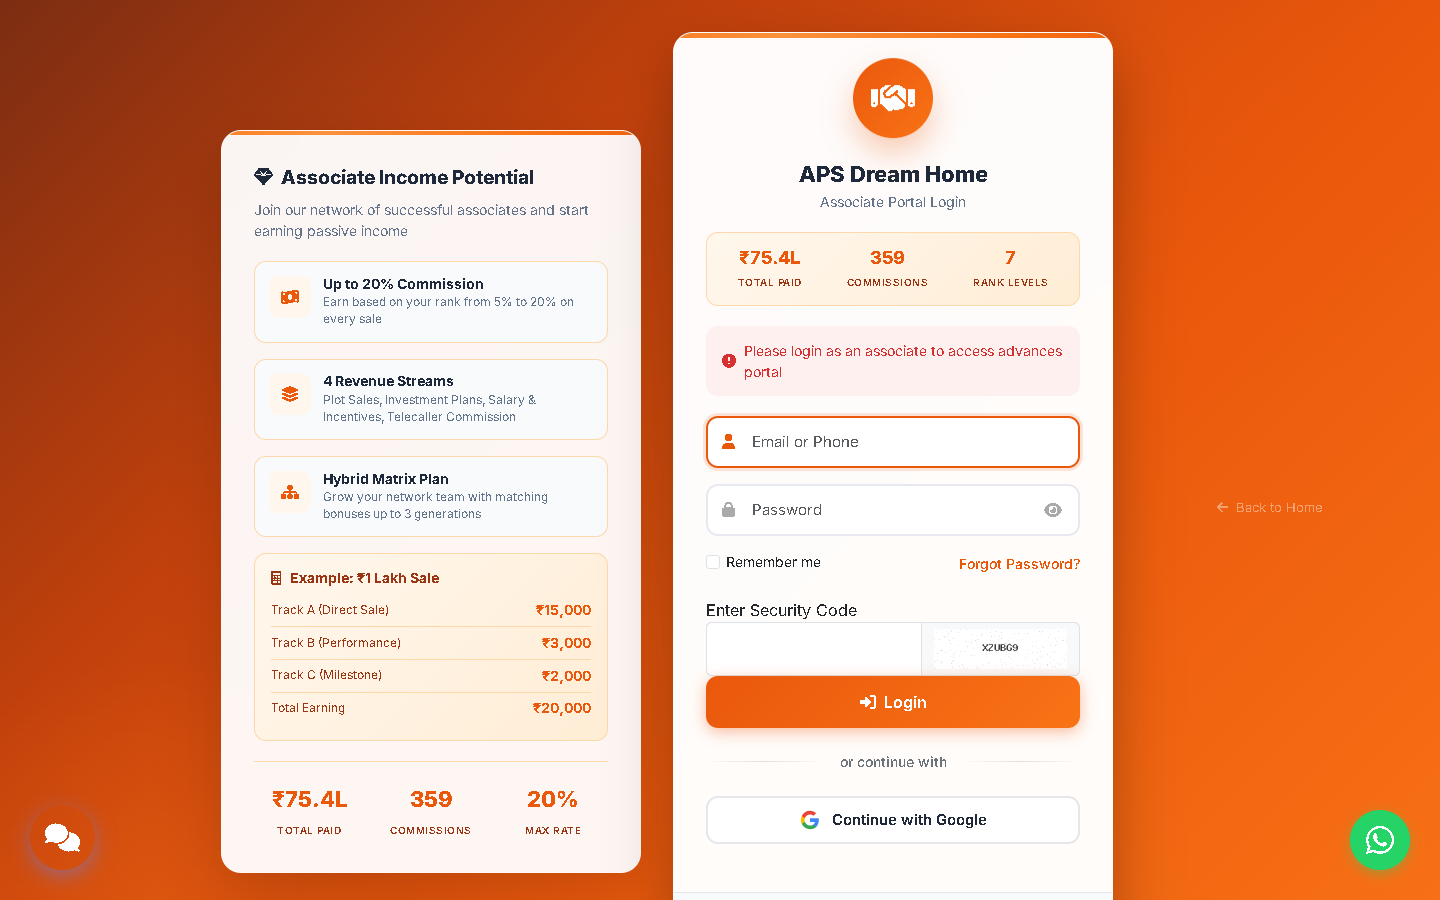 Associate Income Potential
Join our network of successful associates and start
earning passive income
Up to 20% Commission
Earn based on your rank from 5% to 20% on
every sale
4 Revenue Streams
Plot Sales, Investment Plans, Salary &
Incentives, Telecaller Commission
Hybrid Matrix Plan
Grow your network team with matching
bonuses up to 3 generations
Example: ₹1 Lakh Sale
Track A (Direct Sale) ₹15,000
Track B (Performance) ₹3,000
Track C (Milestone) ₹2,000
Total Earning ₹20,000
₹75.4L 359 20%
TOTAL PAID COMMISSIONS MAX RATE
APS Dream Home
Associate Portal Login
₹75.4L 359 7
TOTAL PAID COMMISSIONS RANK LEVELS
Please login as an associate to access advances
portal
Email or Phone
Password
Remember me Forgot Password?
Enter Security Code
XZUBG9
Login
or continue with
Continue with Google
Back to Home